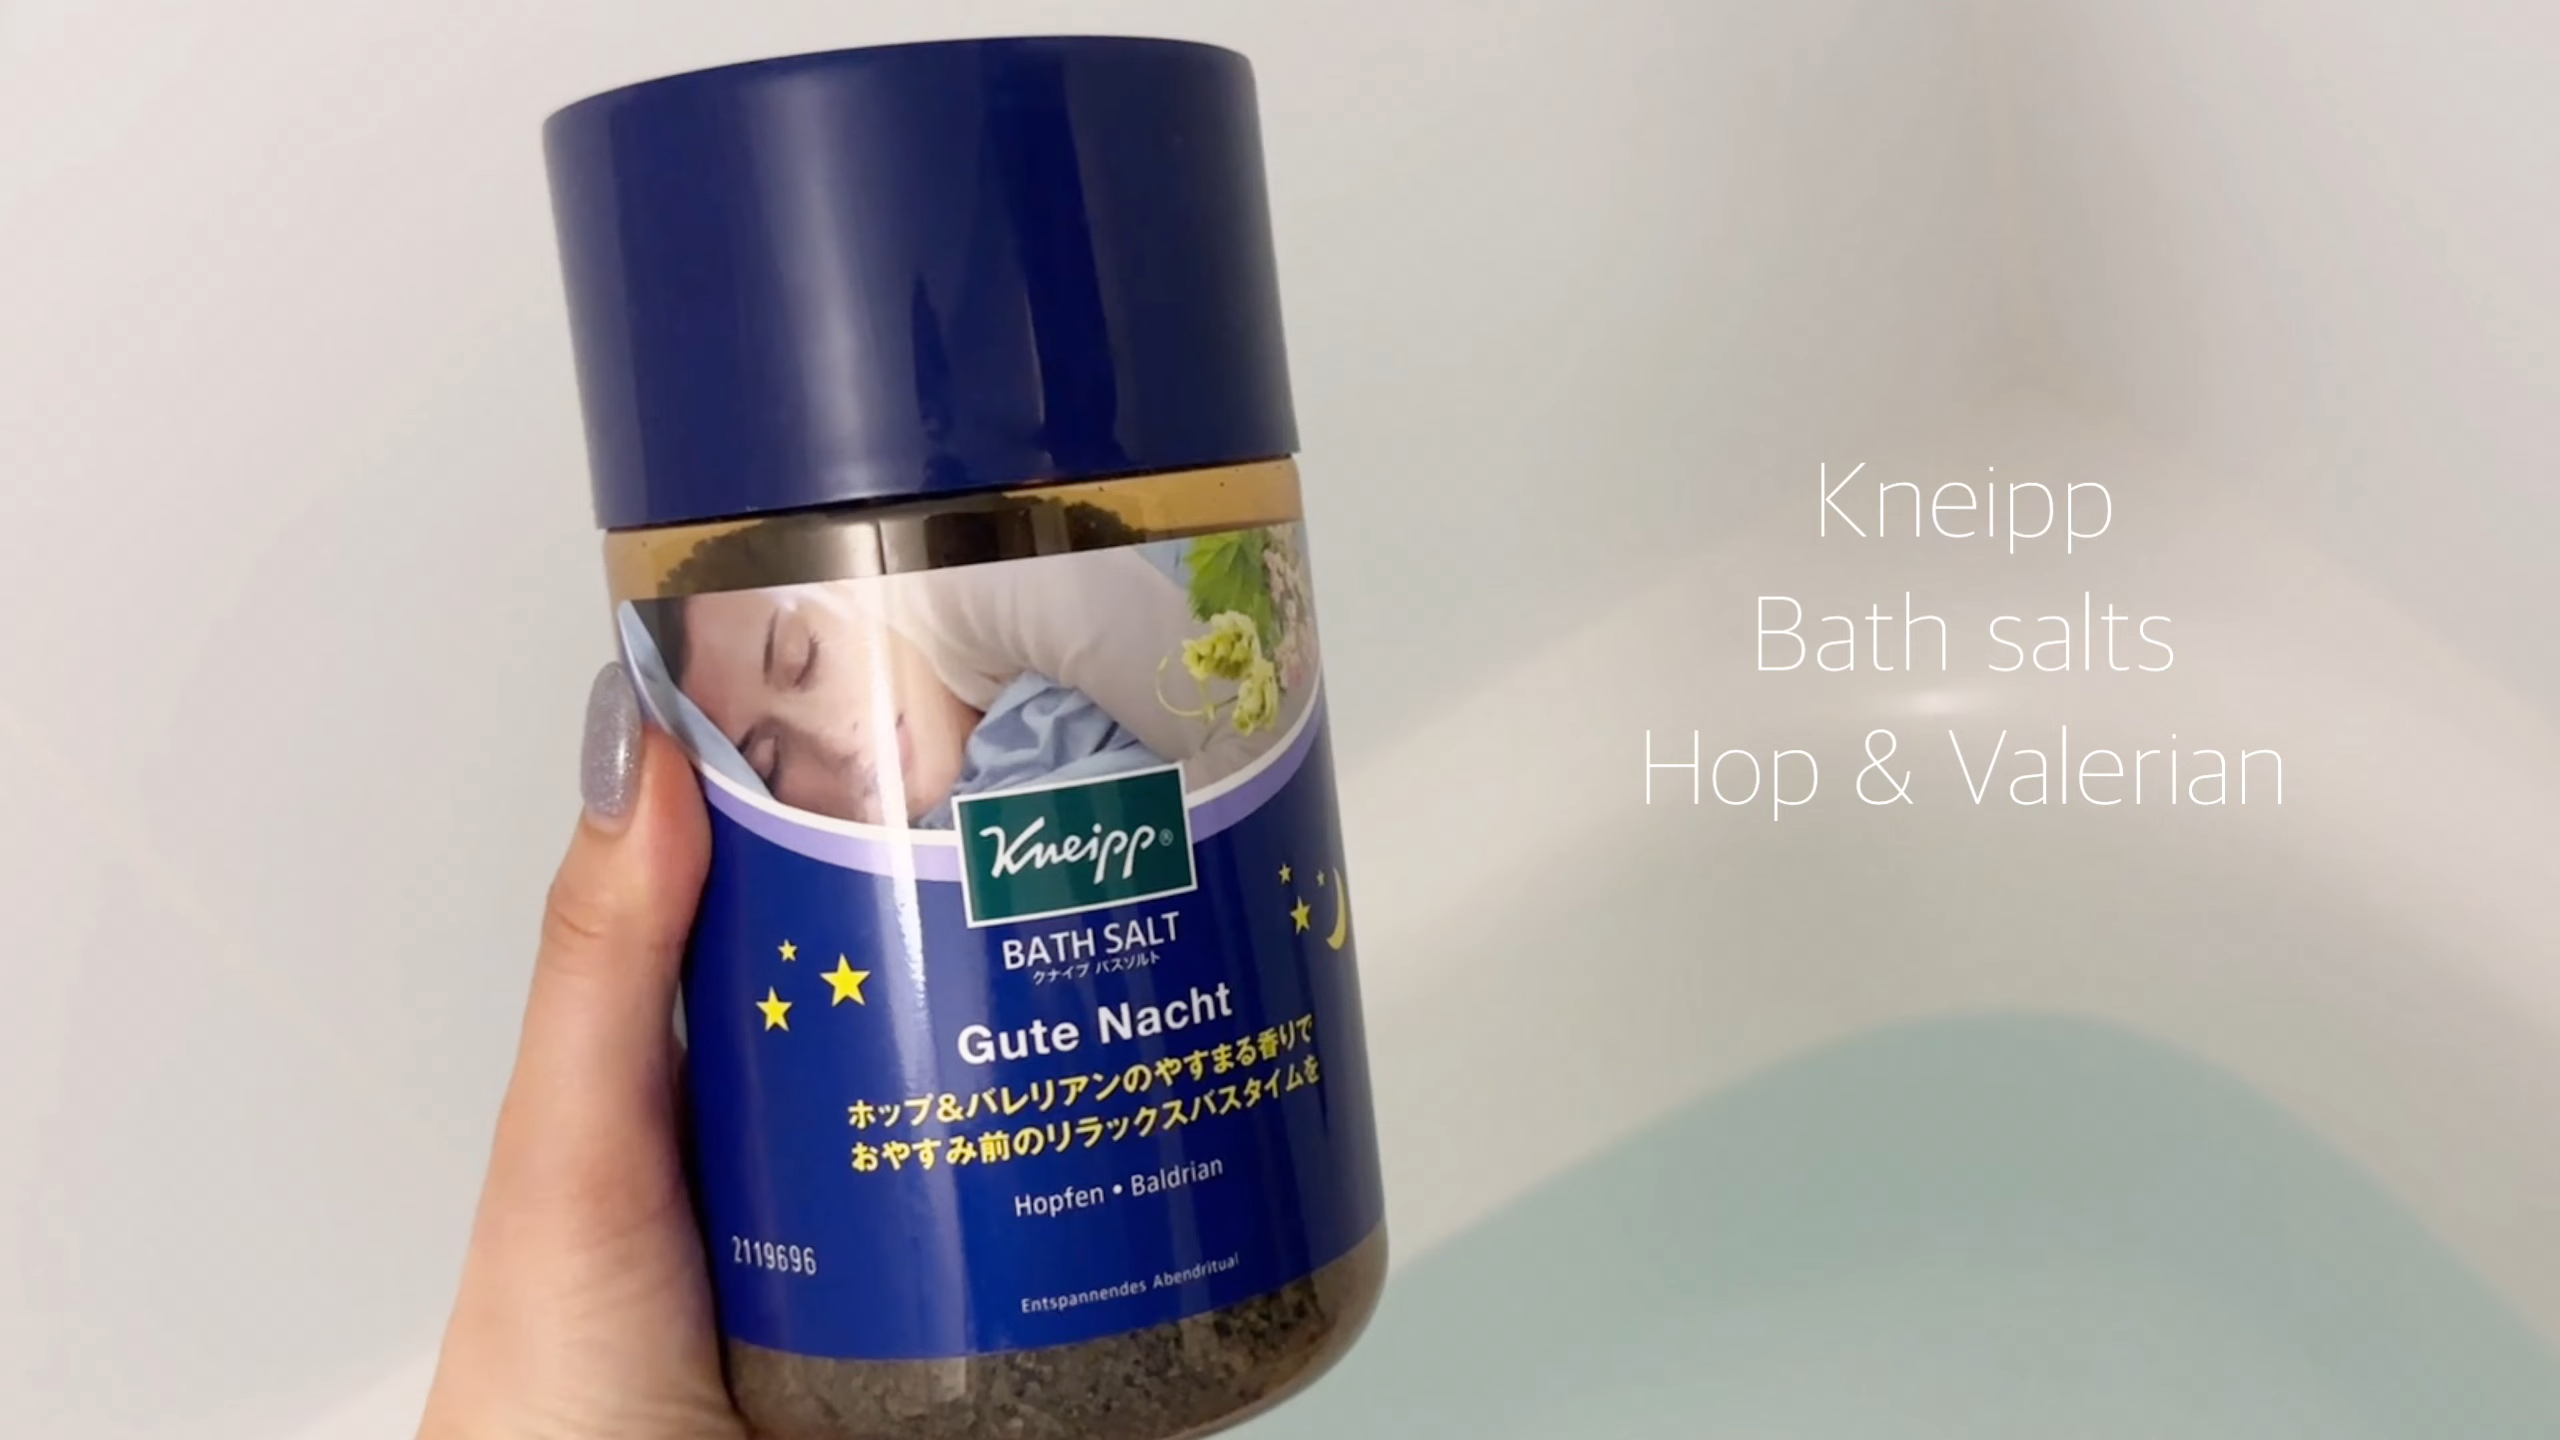 Kneipp®
BATH SALT
クナイプ バスソルト
Gute Nacht
ホップ&バレリアンのやすまる香りで
おやすみ前のリラックスバスタイムを
Hopfen • Baldrian
2119696
Entspannendes Abendritual
Kneipp
Bath salts
Hop & Valerian